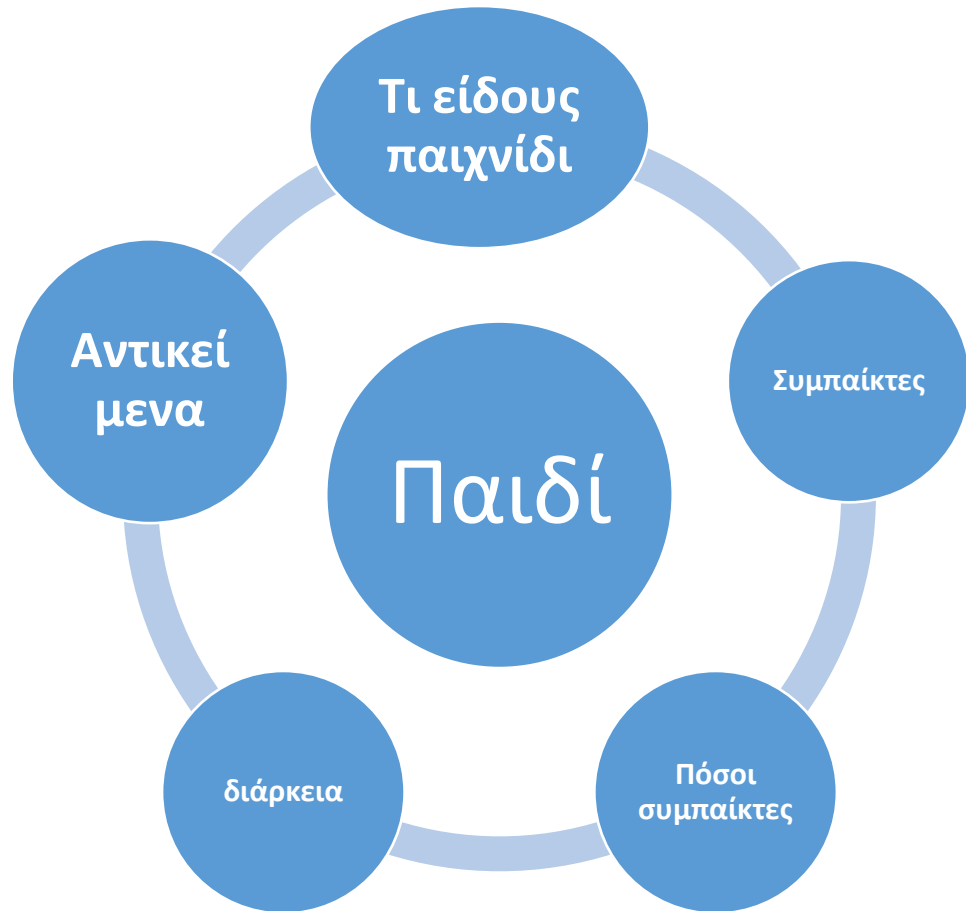 Τι είδους
παιχνίδι
Συμπαίκτες
Πόσοι
συμπαίκτες
διάρκεια
Αντικεί
μενα
Παιδί